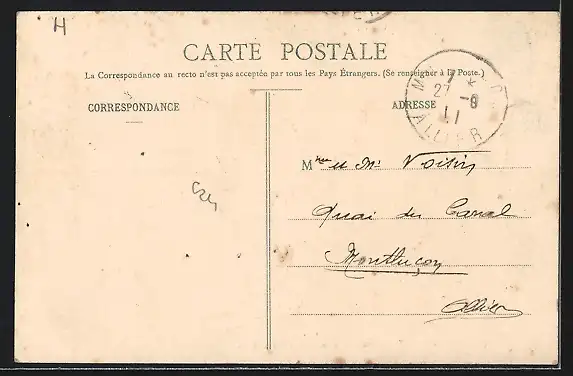 H
CARTE POSTALE
La Correspondance au recto n'est pas acceptée par tous les Pays Étrangers. (Se renseigner à la Poste.)
CORRESPONDANCE
ADRESSE
27 -8
11
ALLIER
Mme et Mr Voisin
Quai du Canal
Montluçon
Allier